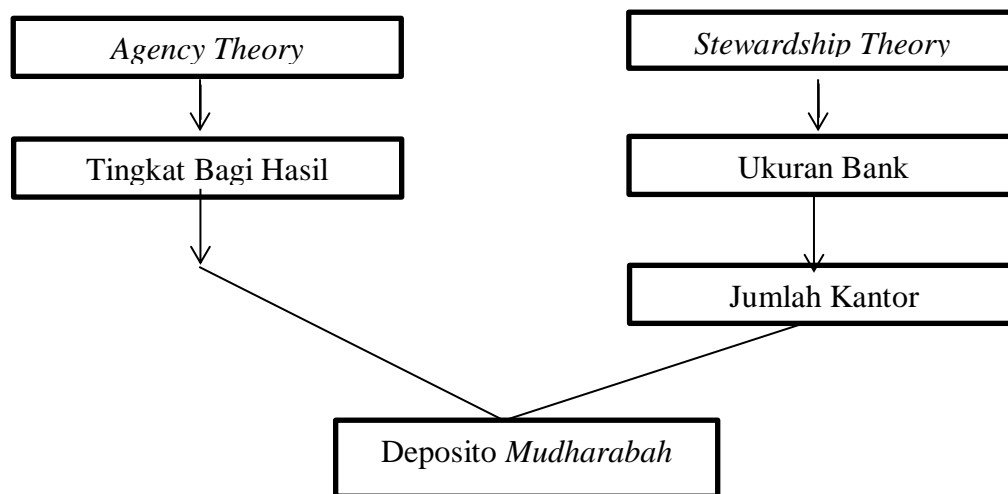 Agency Theory
Stewardship Theory
Tingkat Bagi Hasil
Ukuran Bank
Jumlah Kantor
Deposito Mudharabah